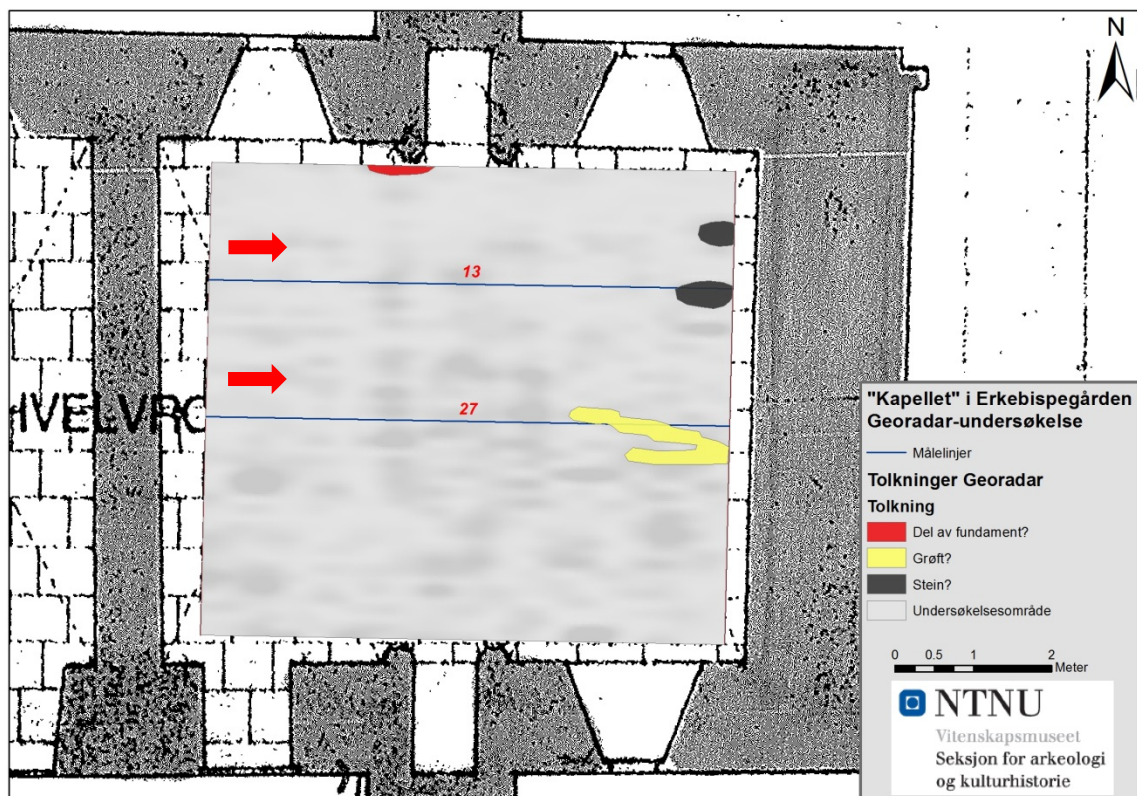 N
13
27
HVELVRO
"Kapellet" i Erkebispegården
Georadar-undersøkelse
Målelinjer
Tolkninger Georadar
Tolkning
Del av fundament?
Grøft?
Stein?
Undersøkelsesområde
0 0.5 1 2
Meter
NTNU
Vitenskapsmuseet
Seksjon for arkeologi
og kulturhistorie